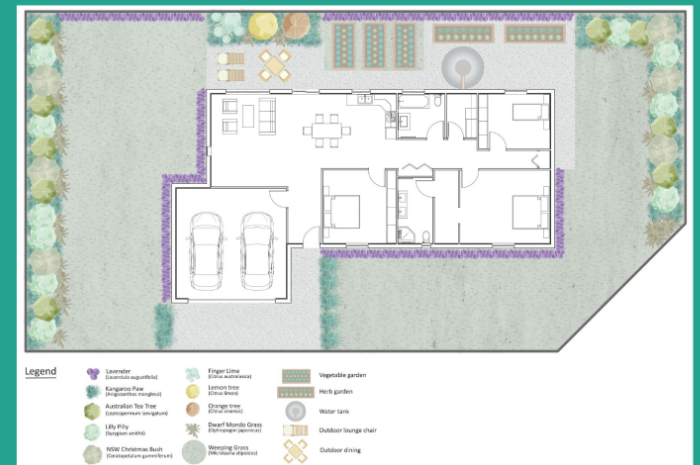 Legend
Lavender
(Lavandula augustifolia)
Kangaroo Paw
(Anigozanthos manglesii)
Australian Tea Tree
(Leptospermum laevigatum)
Lilly Pilly
(Syzygium smithii)
NSW Christmas Bush
(Ceratopetalum gummiferum)
Finger Lime
(Citrus australasica)
Lemon tree
(Citrus limon)
Orange tree
(Citrus sinensis)
Dwarf Mondo Grass
(Ophiopogon japonicus)
Weeping Grass
(Microlaena stipoides)
Vegetable garden
Herb garden
Water tank
Outdoor lounge chair
Outdoor dining